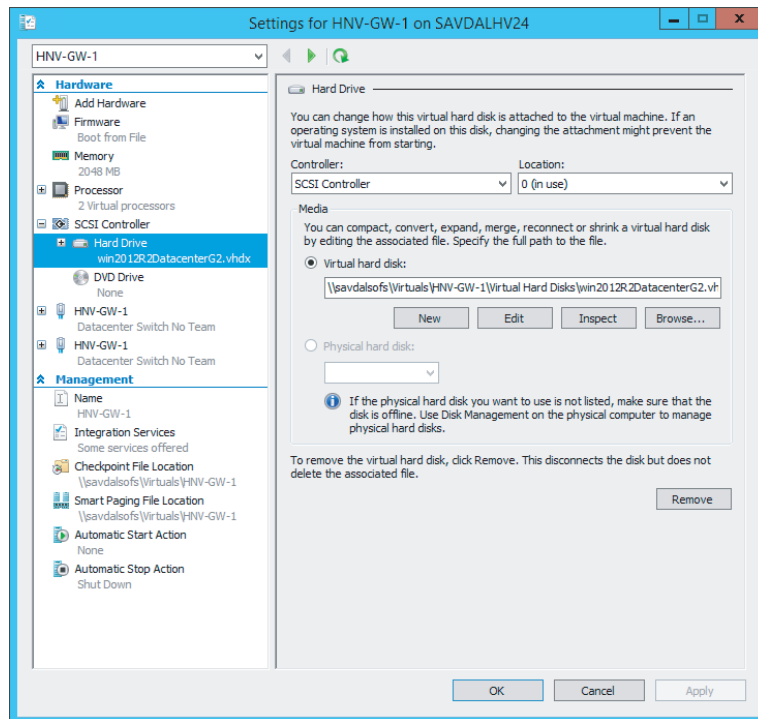 Settings for HNV-GW-1 on SAVDALHV24
HNV-GW-1
Hardware
Add Hardware
Firmware
Boot from File
Memory
2048 MB
Processor
2 Virtual processors
SCSI Controller
Hard Drive
win2012R2DatacenterG2.vhdx
DVD Drive
None
HNV-GW-1
Datacenter Switch No Team
HNV-GW-1
Datacenter Switch No Team
Management
Name
HNV-GW-1
Integration Services
Some services offered
Checkpoint File Location
\\savdalsofs\Virtuals\HNV-GW-1
Smart Paging File Location
\\savdalsofs\Virtuals\HNV-GW-1
Automatic Start Action
None
Automatic Stop Action
Shut Down
Hard Drive
You can change how this virtual hard disk is attached to the virtual machine. If an
operating system is installed on this disk, changing the attachment might prevent the
virtual machine from starting.
Controller: Location:
SCSI Controller 0 (in use)
Media
You can compact, convert, expand, merge, reconnect or shrink a virtual hard disk
by editing the associated file. Specify the full path to the file.
Virtual hard disk:
\\savdalsofs\Virtuals\HNV-GW-1\Virtual Hard Disks\win2012R2DatacenterG2.vh
New Edit Inspect Browse...
Physical hard disk:
If the physical hard disk you want to use is not listed, make sure that the
disk is offline. Use Disk Management on the physical computer to manage
physical hard disks.
To remove the virtual hard disk, click Remove. This disconnects the disk but does not
delete the associated file.
Remove
OK Cancel Apply